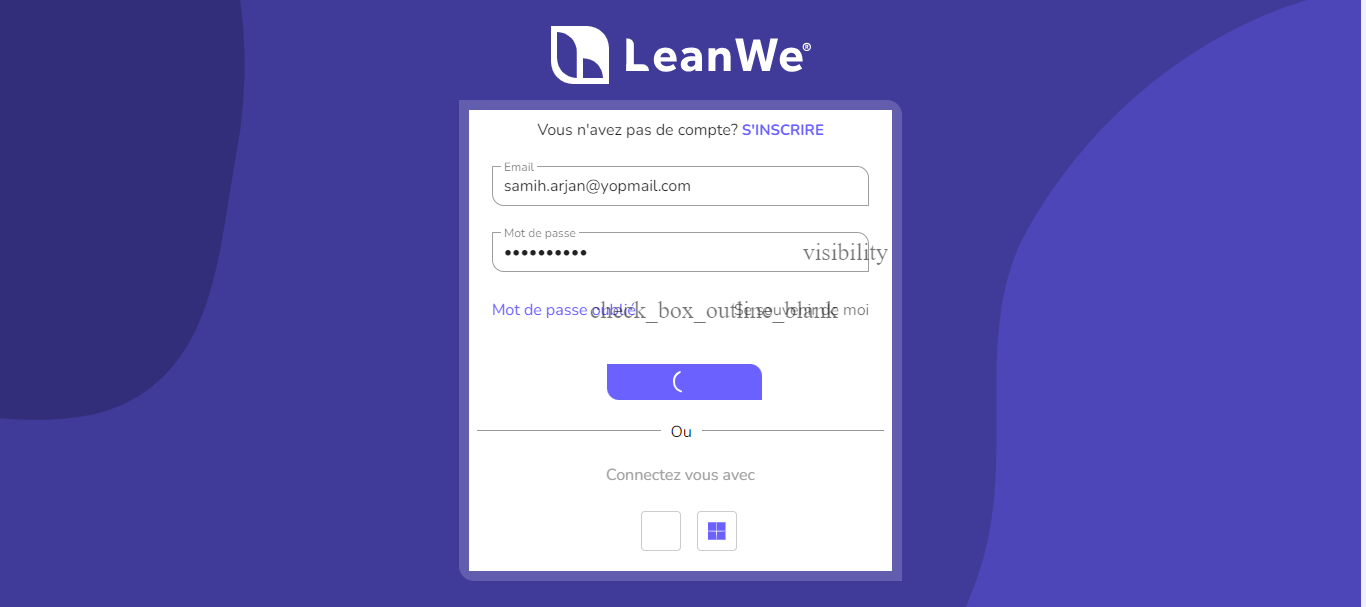 LeanWe®
Vous n'avez pas de compte? S'INSCRIRE
Email
samih.arjan@yopmail.com
Mot de passe
••••••••••
visibility
Mot de passe oublié
check_box_outline_blank
Se souvenir de moi
Ou
Connectez vous avec